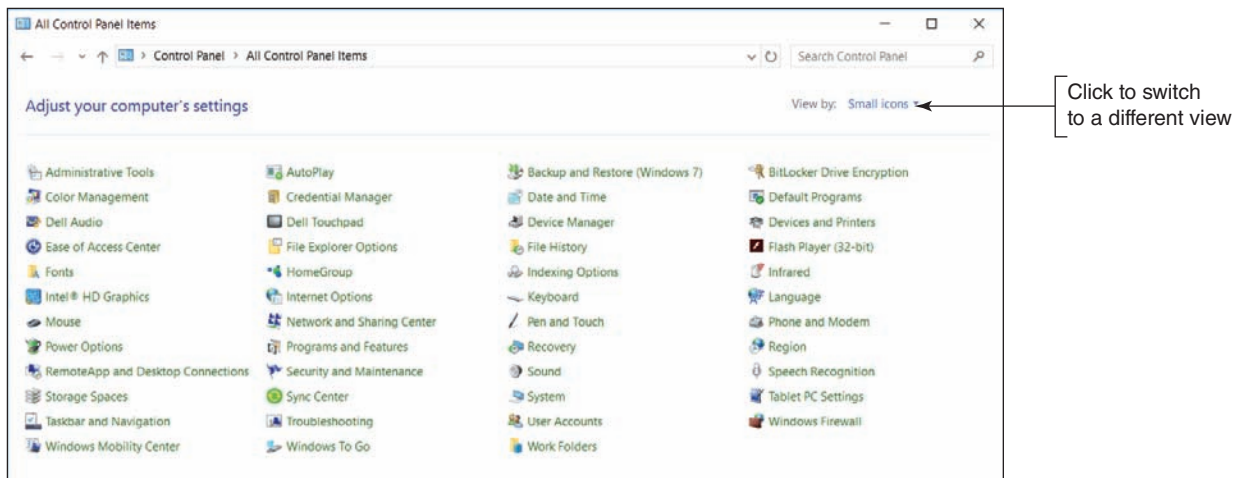 All Control Panel Items
Control Panel > All Control Panel Items
Search Control Panel
Adjust your computer's settings
View by: Small icons
Click to switch
to a different view
Administrative Tools
AutoPlay
Backup and Restore (Windows 7)
BitLocker Drive Encryption
Color Management
Credential Manager
Date and Time
Default Programs
Dell Audio
Dell Touchpad
Device Manager
Devices and Printers
Ease of Access Center
File Explorer Options
File History
Flash Player (32-bit)
Fonts
HomeGroup
Indexing Options
Infrared
Intel® HD Graphics
Internet Options
Keyboard
Language
Mouse
Network and Sharing Center
Pen and Touch
Phone and Modem
Power Options
Programs and Features
Recovery
Region
RemoteApp and Desktop Connections
Security and Maintenance
Sound
Speech Recognition
Storage Spaces
Sync Center
System
Tablet PC Settings
Taskbar and Navigation
Troubleshooting
User Accounts
Windows Firewall
Windows Mobility Center
Windows To Go
Work Folders